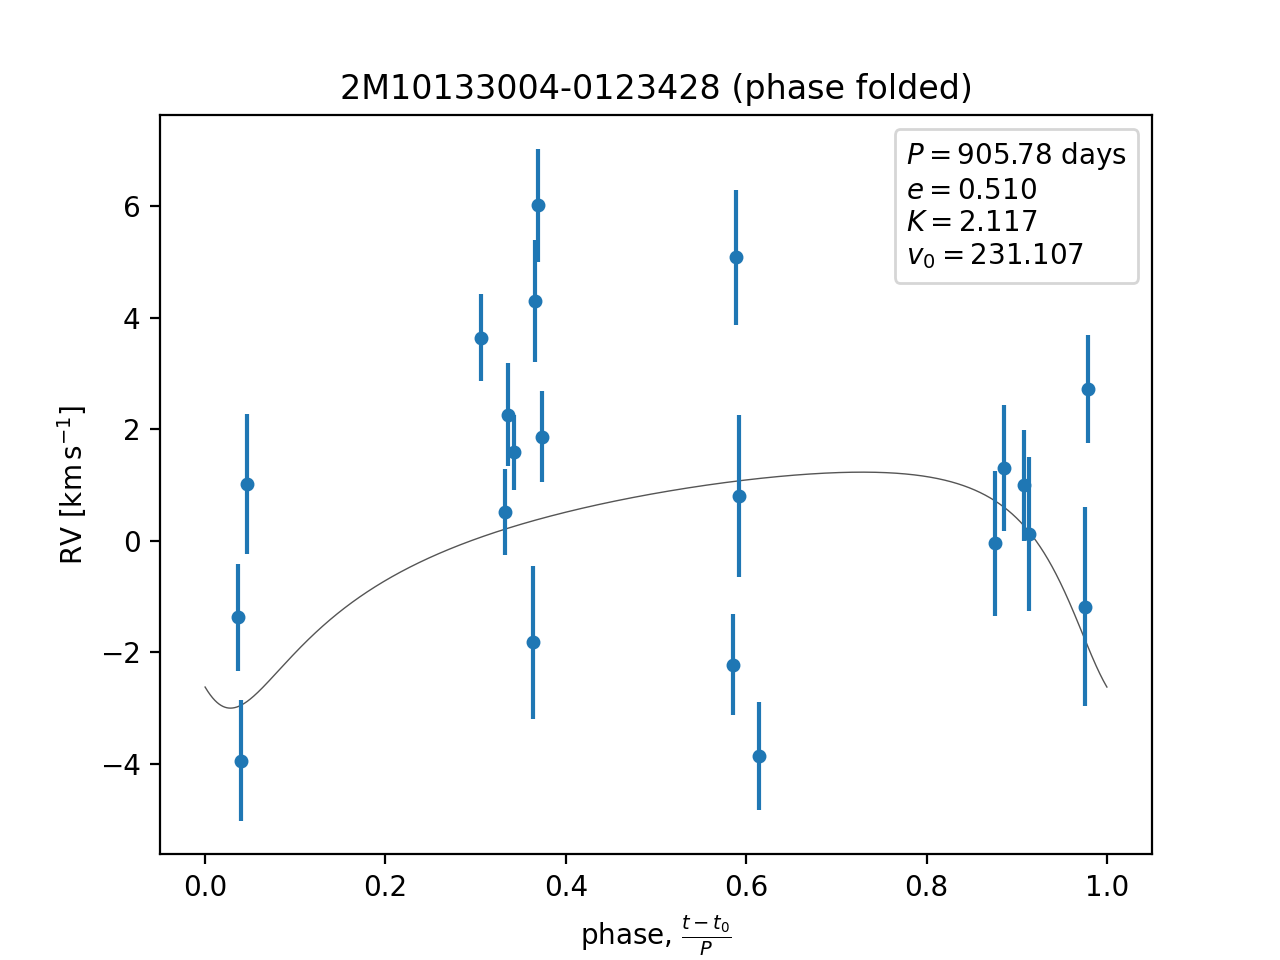 2M10133004-0123428 (phase folded)
P = 905.78 days
e = 0.510
K = 2.117
v₀ = 231.107
RV [km s⁻¹]
6
4
2
0
−2
−4
0.0 0.2 0.4 0.6 0.8 1.0
phase, (t − t₀)/P